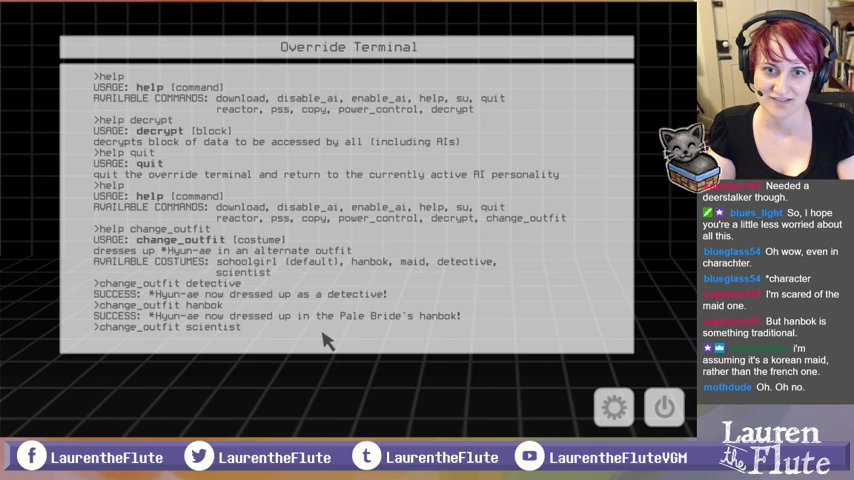 Override Terminal
>help
USAGE: help [command]
AVAILABLE COMMANDS: download, disable_ai, enable_ai, help, su, quit
reactor, pss, copy, power_control, decrypt
>help decrypt
USAGE: decrypt [block]
decrypts block of data to be accessed by all (including AIs)
>help quit
USAGE: quit
quit the override terminal and return to the currently active AI personality
>help
USAGE: help [command]
AVAILABLE COMMANDS: download, disable_ai, enable_ai, help, su, quit
reactor, pss, copy, power_control, decrypt, change_outfit
>help change_outfit
USAGE: change_outfit [costume]
dresses up *Hyun-ae in an alternate outfit
AVAILABLE COSTUMES: schoolgirl (default), hanbok, maid, detective,
scientist
>change_outfit detective
SUCCESS: *Hyun-ae now dressed up as a detective!
>change_outfit hanbok
SUCCESS: *Hyun-ae now dressed up in the Pale Bride's hanbok!
>change_outfit scientist
Needed a
deerstalker though.
blues_light So, I hope
you're a little less worried about
all this.
blueglass54 Oh wow, even in
charachter.
blueglass54 *character
I'm scared of the
maid one.
But hanbok is
something traditional.
i'm
assuming it's a korean maid,
rather than the french one.
mothdude Oh. Oh no.
Lauren
the Flute
LaurentheFlute
LaurentheFlute
LaurentheFlute
LaurentheFluteVGM